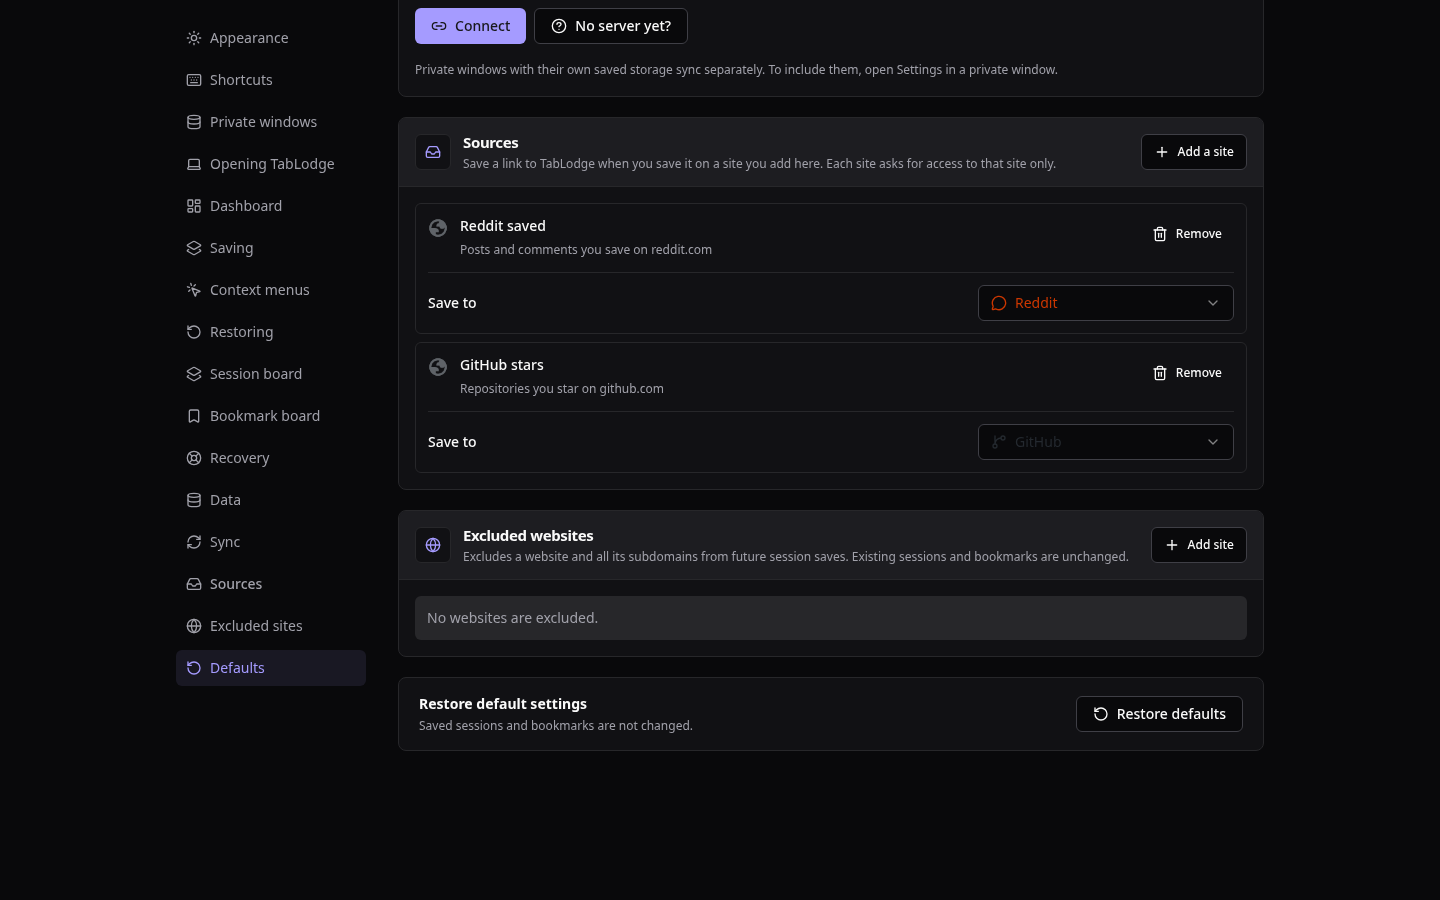 Connect
No server yet?
Private windows with their own saved storage sync separately. To include them, open Settings in a private window.
Appearance
Shortcuts
Private windows
Opening TabLodge
Dashboard
Saving
Context menus
Restoring
Session board
Bookmark board
Recovery
Data
Sync
Sources
Excluded sites
Defaults
Sources
Save a link to TabLodge when you save it on a site you add here. Each site asks for access to that site only.
Add a site
Reddit saved
Posts and comments you save on reddit.com
Remove
Save to
Reddit
GitHub stars
Repositories you star on github.com
Remove
Save to
GitHub
Excluded websites
Excludes a website and all its subdomains from future session saves. Existing sessions and bookmarks are unchanged.
Add site
No websites are excluded.
Restore default settings
Saved sessions and bookmarks are not changed.
Restore defaults